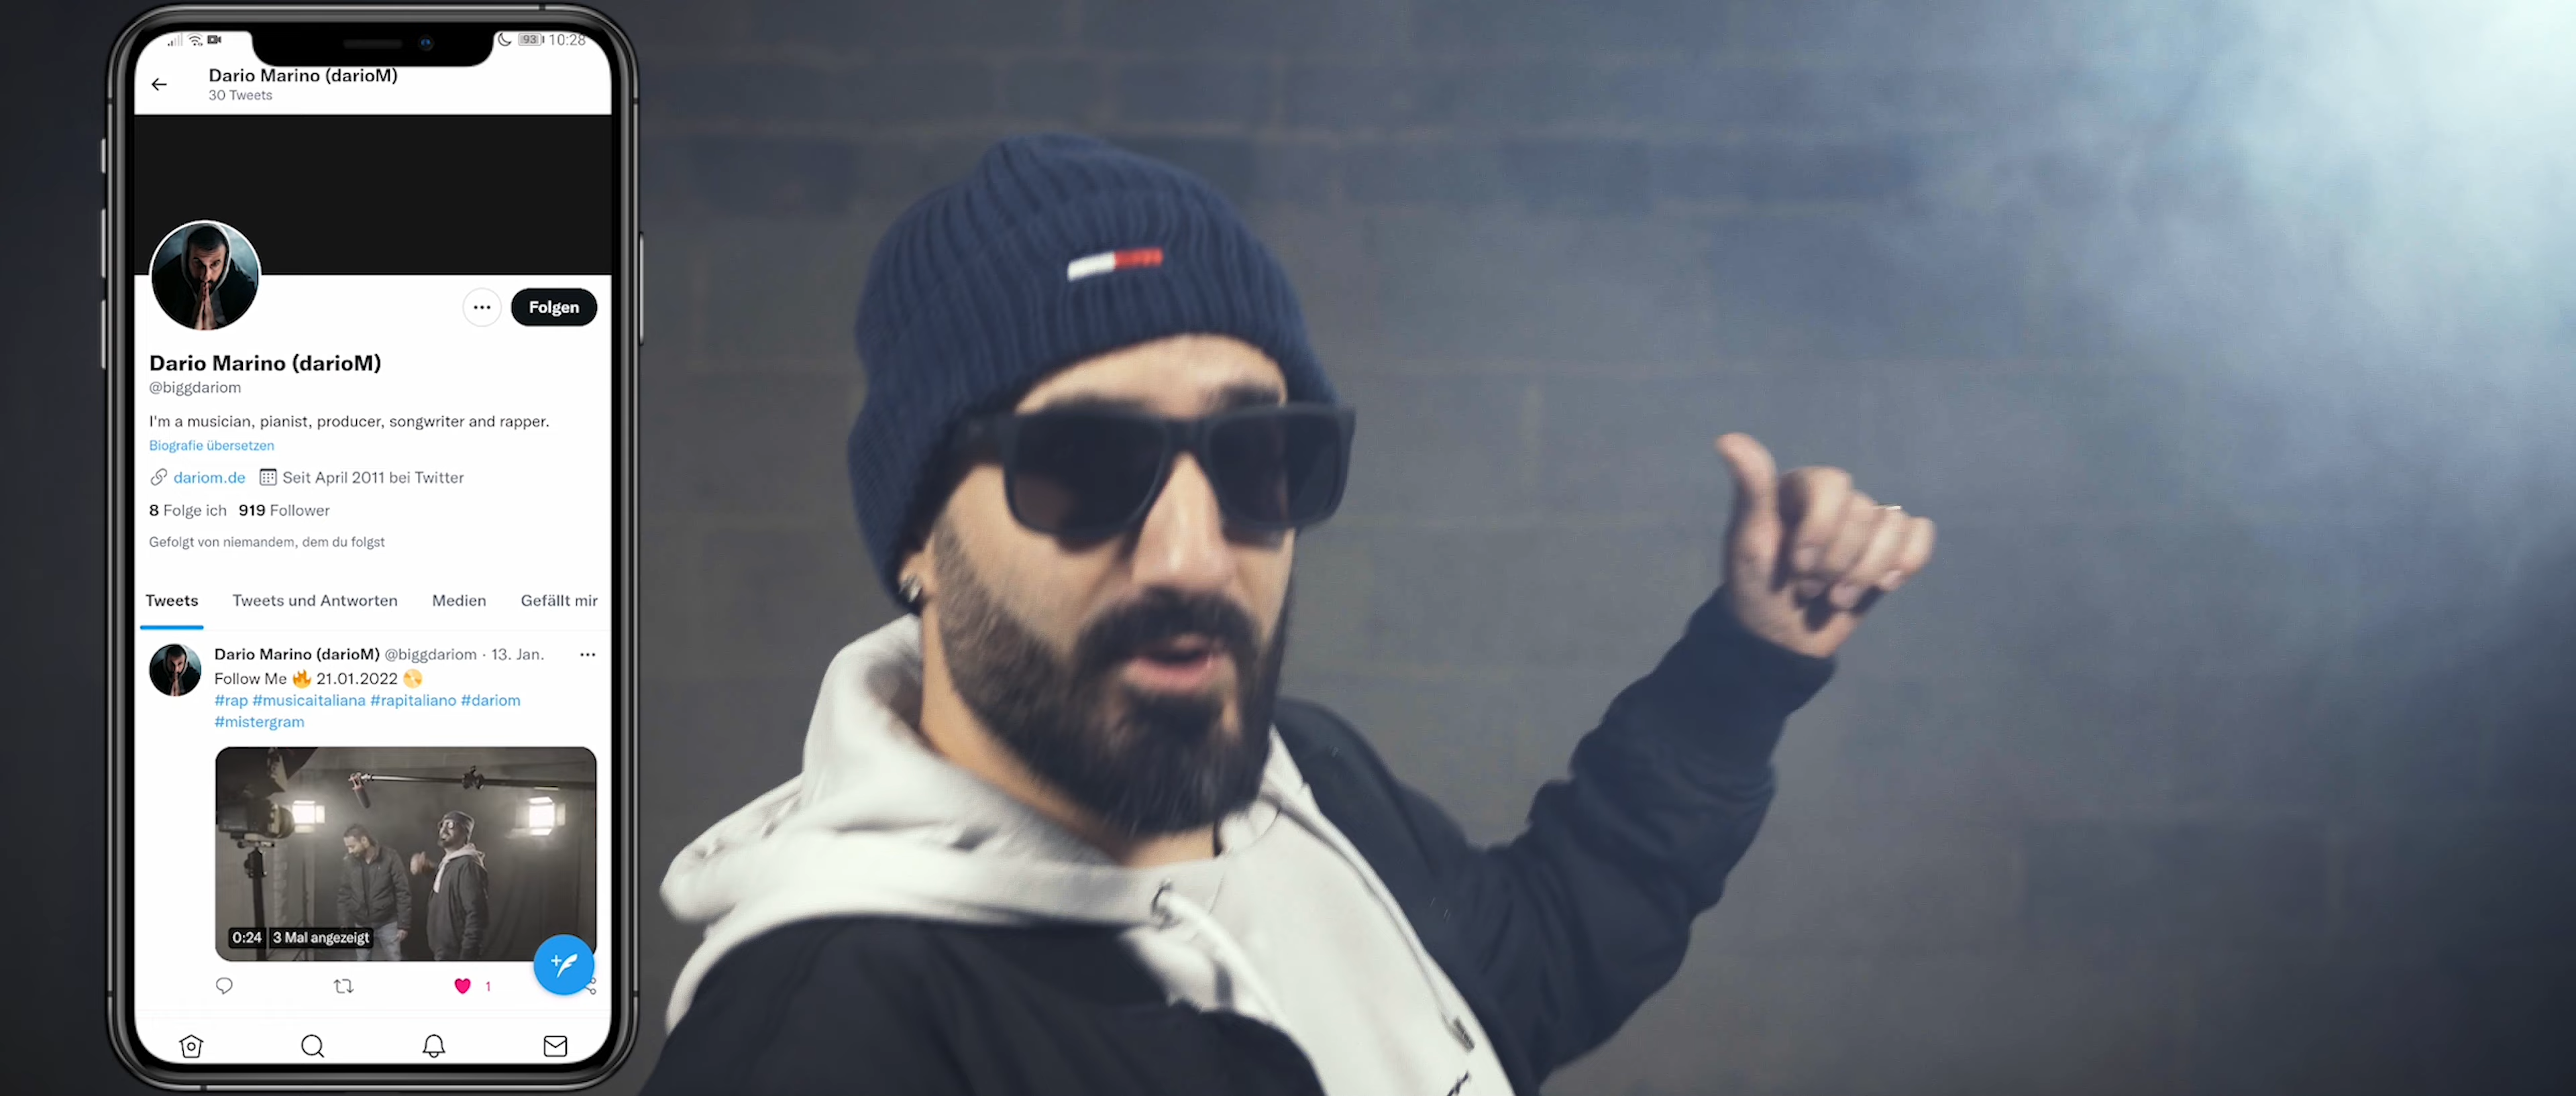 93 10:28
Dario Marino (darioM)
30 Tweets
Folgen
Dario Marino (darioM)
@biggdariom
I'm a musician, pianist, producer, songwriter and rapper.
Biografie übersetzen
dariom.de Seit April 2011 bei Twitter
8 Folge ich 919 Follower
Gefolgt von niemandem, dem du folgst
Tweets Tweets und Antworten Medien Gefällt mir
Dario Marino (darioM) @biggdariom · 13. Jan.
Follow Me 🔥 21.01.2022 📀
#rap #musicaitaliana #rapitaliano #dariom
#mistergram
0:24 3 Mal angezeigt
1